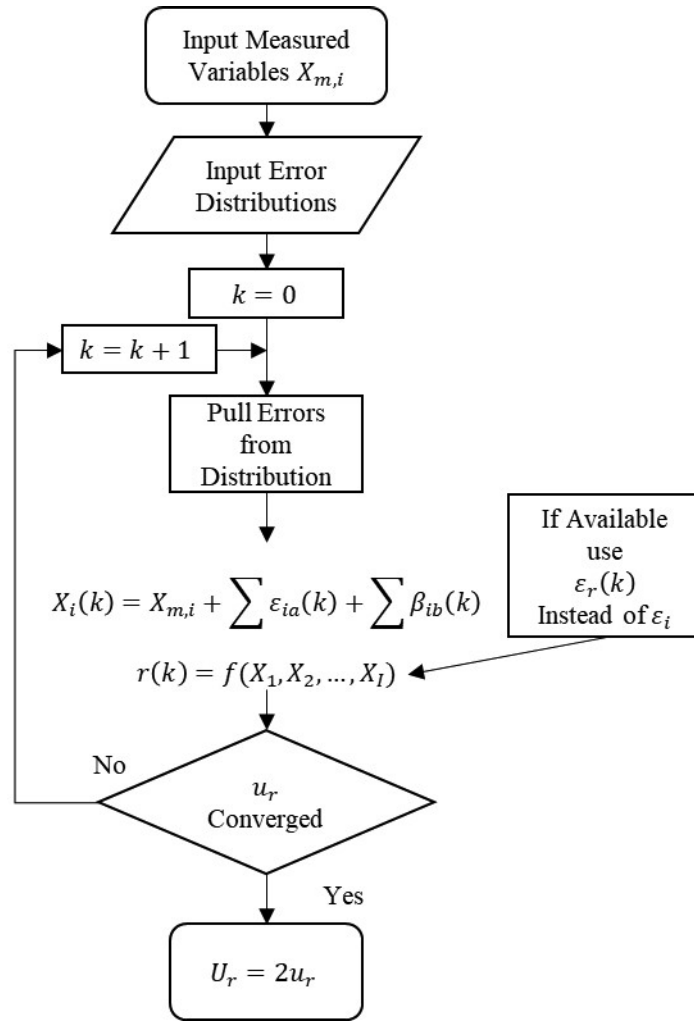 Input Measured
Variables X_{m,i}
Input Error
Distributions
k = 0
k = k + 1
Pull Errors
from
Distribution
If Available
use
ε_r(k)
Instead of ε_i
X_i(k) = X_{m,i} + ∑ ε_{ia}(k) + ∑ β_{ib}(k)
r(k) = f(X_1, X_2, …, X_I)
No
u_r
Converged
Yes
U_r = 2u_r